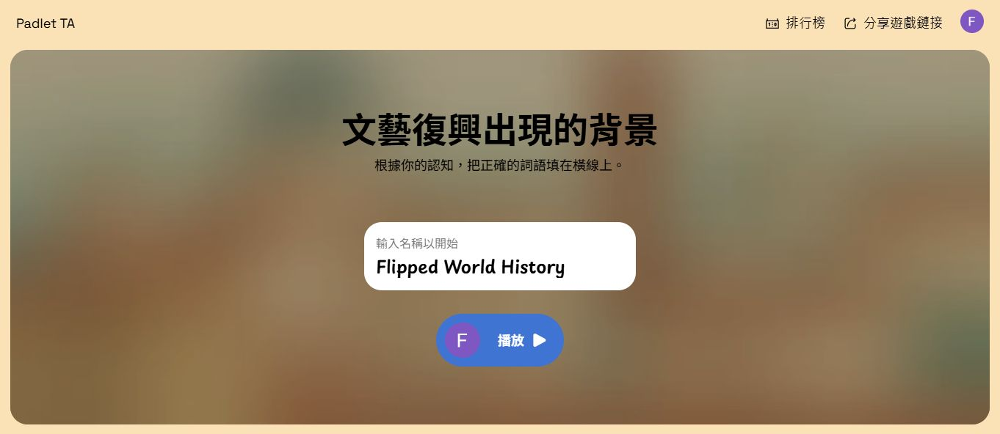 Padlet TA
排行榜
分享遊戲鏈接
F
文藝復興出現的背景
根據你的認知，把正確的詞語填在橫線上。
輸入名稱以開始
Flipped World History
F 播放